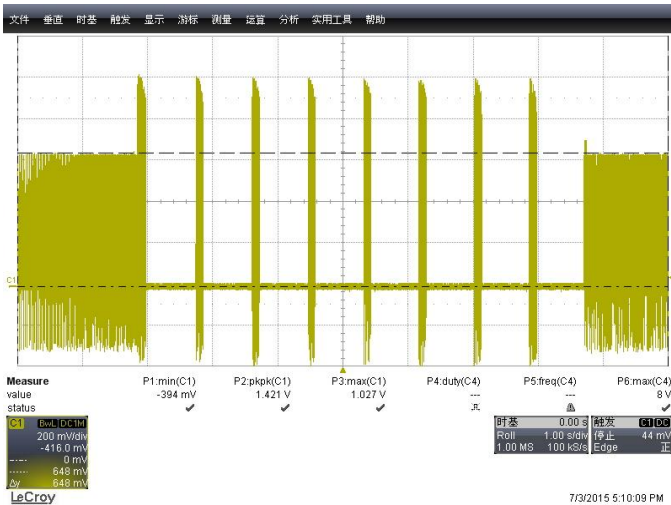 文件 垂直 时基 触发 显示 游标 测量 运算 分析 实用工具 帮助
C1
Measure P1:min(C1) P2:pkpk(C1) P3:max(C1) P4:duty(C4) P5:freq(C4) P6:max(C4)
value -394 mV 1.421 V 1.027 V --- --- 8 V
status
C1 BwL DC1M
200 mV/div
-416.0 mV
0 mV
648 mV
Δy 648 mV
时基 0.00 s
Roll 1.00 s/div
1.00 MS 100 kS/s
触发 C1 DC
停止 44 mV
Edge 正
LeCroy
7/3/2015 5:10:09 PM